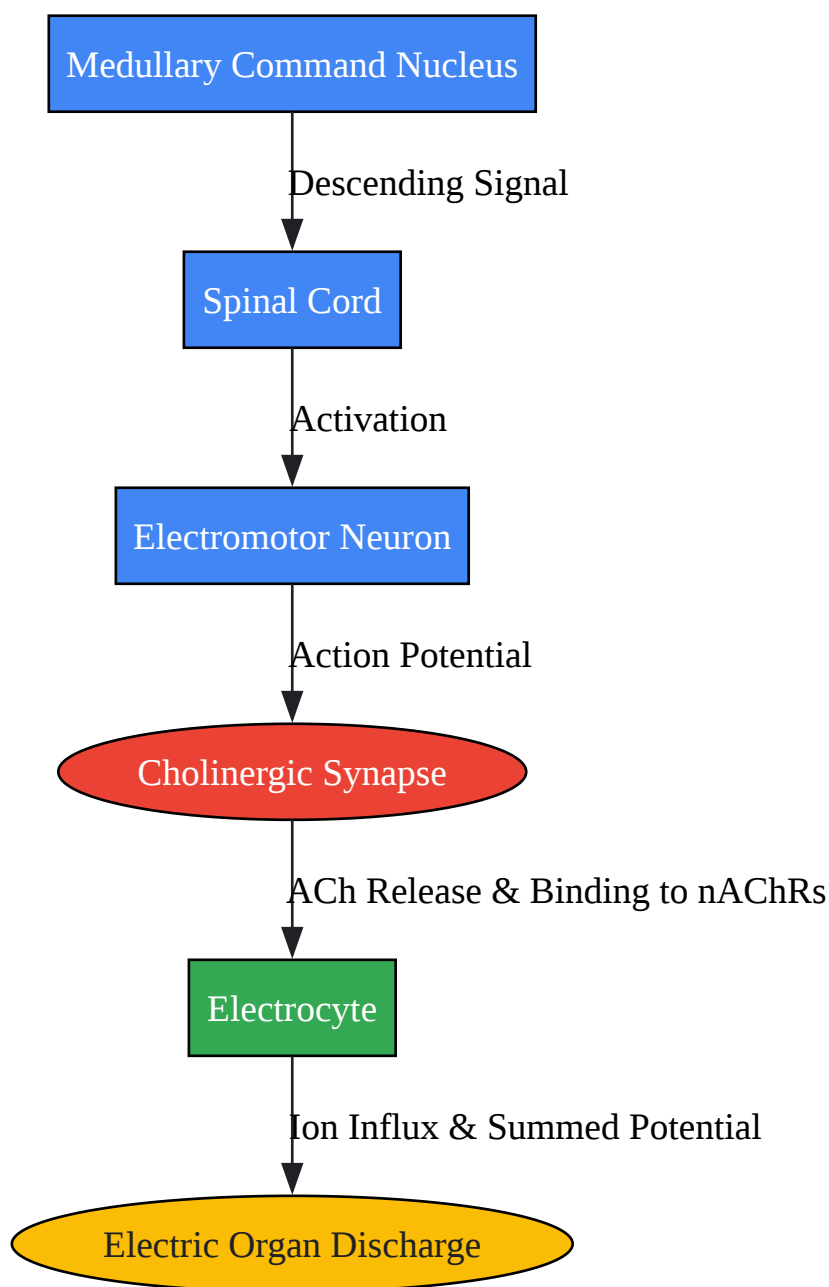 Medullary Command Nucleus
Descending Signal
Spinal Cord
Activation
Electromotor Neuron
Action Potential
Cholinergic Synapse
ACh Release & Binding to nAChRs
Electrocyte
Ion Influx & Summed Potential
Electric Organ Discharge